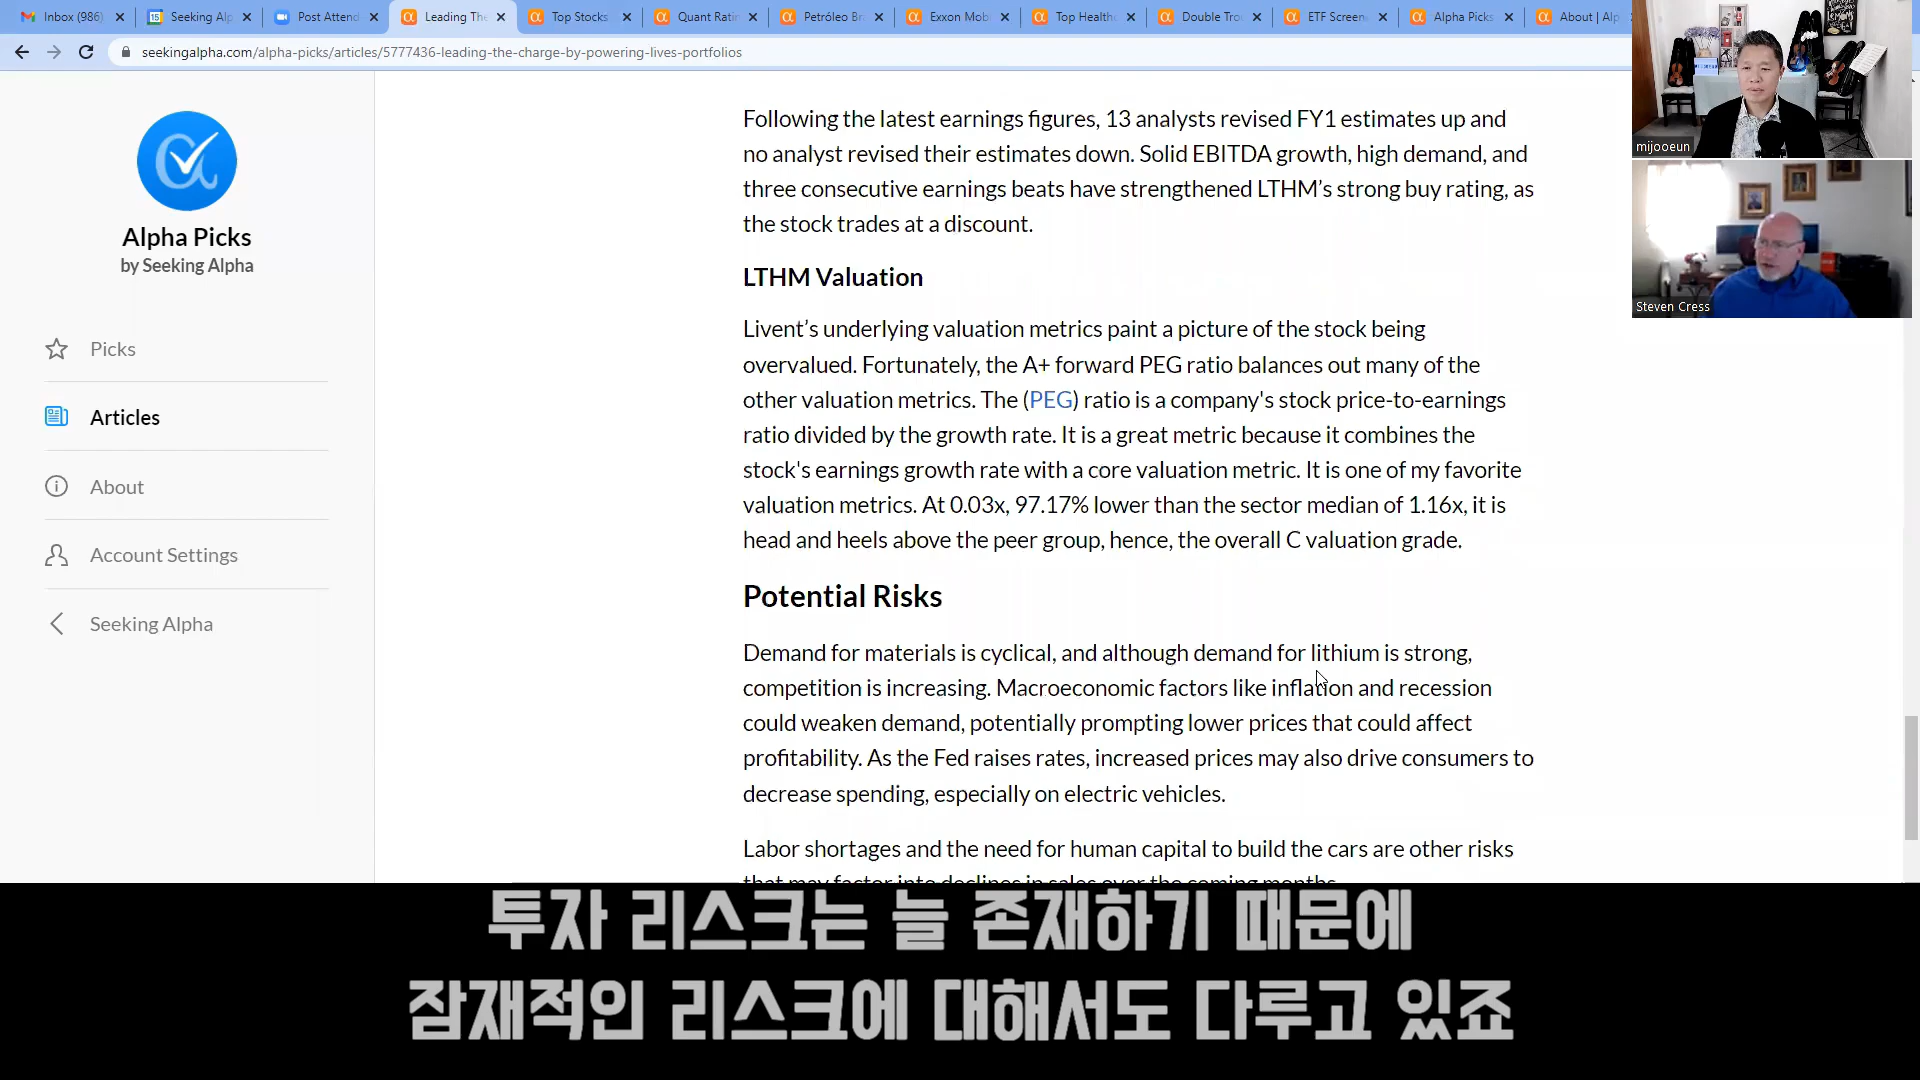 Inbox (986)
Seeking Alp
Post Attend
Leading The
Top Stocks
Quant Ratin
Petróleo Br
Exxon Mob
Top Health
Double Tro
ETF Screen
Alpha Picks
About | Alp
seekingalpha.com/alpha-picks/articles/5777436-leading-the-charge-by-powering-lives-portfolios
mijooeun
Steven Cress
Alpha Picks
by Seeking Alpha
Picks
Articles
About
Account Settings
Seeking Alpha
Following the latest earnings figures, 13 analysts revised FY1 estimates up and
no analyst revised their estimates down. Solid EBITDA growth, high demand, and
three consecutive earnings beats have strengthened LTHM’s strong buy rating, as
the stock trades at a discount.
LTHM Valuation
Livent’s underlying valuation metrics paint a picture of the stock being
overvalued. Fortunately, the A+ forward PEG ratio balances out many of the
other valuation metrics. The (PEG) ratio is a company's stock price-to-earnings
ratio divided by the growth rate. It is a great metric because it combines the
stock's earnings growth rate with a core valuation metric. It is one of my favorite
valuation metrics. At 0.03x, 97.17% lower than the sector median of 1.16x, it is
head and heels above the peer group, hence, the overall C valuation grade.
Potential Risks
Demand for materials is cyclical, and although demand for lithium is strong,
competition is increasing. Macroeconomic factors like inflation and recession
could weaken demand, potentially prompting lower prices that could affect
profitability. As the Fed raises rates, increased prices may also drive consumers to
decrease spending, especially on electric vehicles.
Labor shortages and the need for human capital to build the cars are other risks
that may factor into declines in sales over the coming months.
투자 리스크는 늘 존재하기 때문에
잠재적인 리스크에 대해서도 다루고 있죠